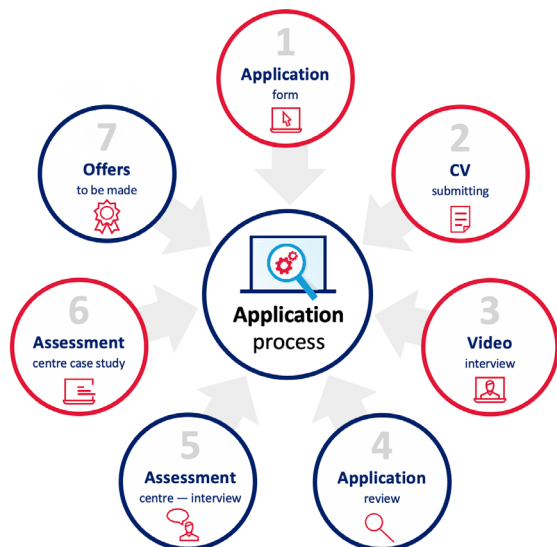 1
Application
form
2
CV
submitting
3
Video
interview
4
Application
review
5
Assessment
centre — interview
6
Assessment
centre case study
7
Offers
to be made
Application
process